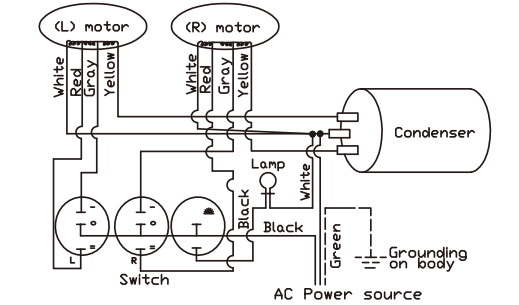 (L) motor
(R) motor
White
Red
Gray
Yellow
White
Red
Gray
Yellow
Condenser
Lamp
White
Black
Black
Green
- o =
- o =
L
R
Switch
Grounding
on body
AC Power source